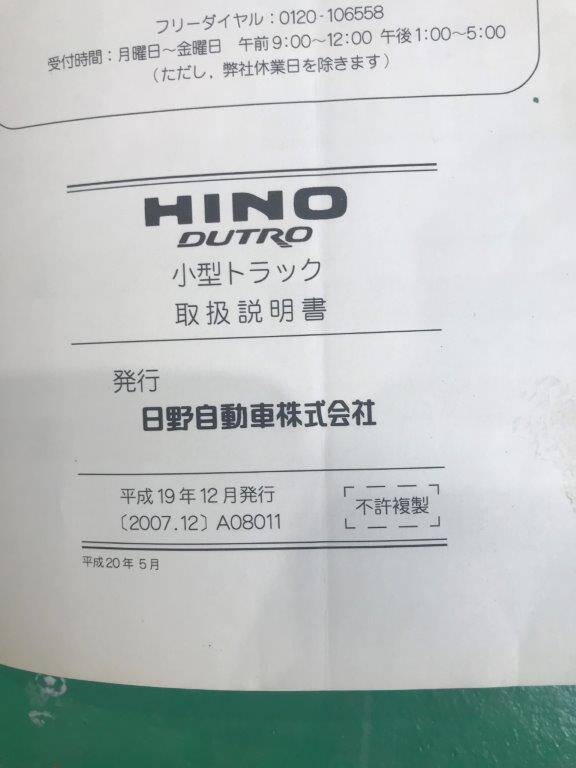 フリーダイヤル：0120-106558
受付時間：月曜日～金曜日 午前9:00～12:00 午後1:00～5:00
（ただし，弊社休業日を除きます）
HINO
DUTRO
小型トラック
取扱説明書
発行
日野自動車株式会社
平成19年12月発行
〔2007.12〕A08011
不許複製
平成20年 5月